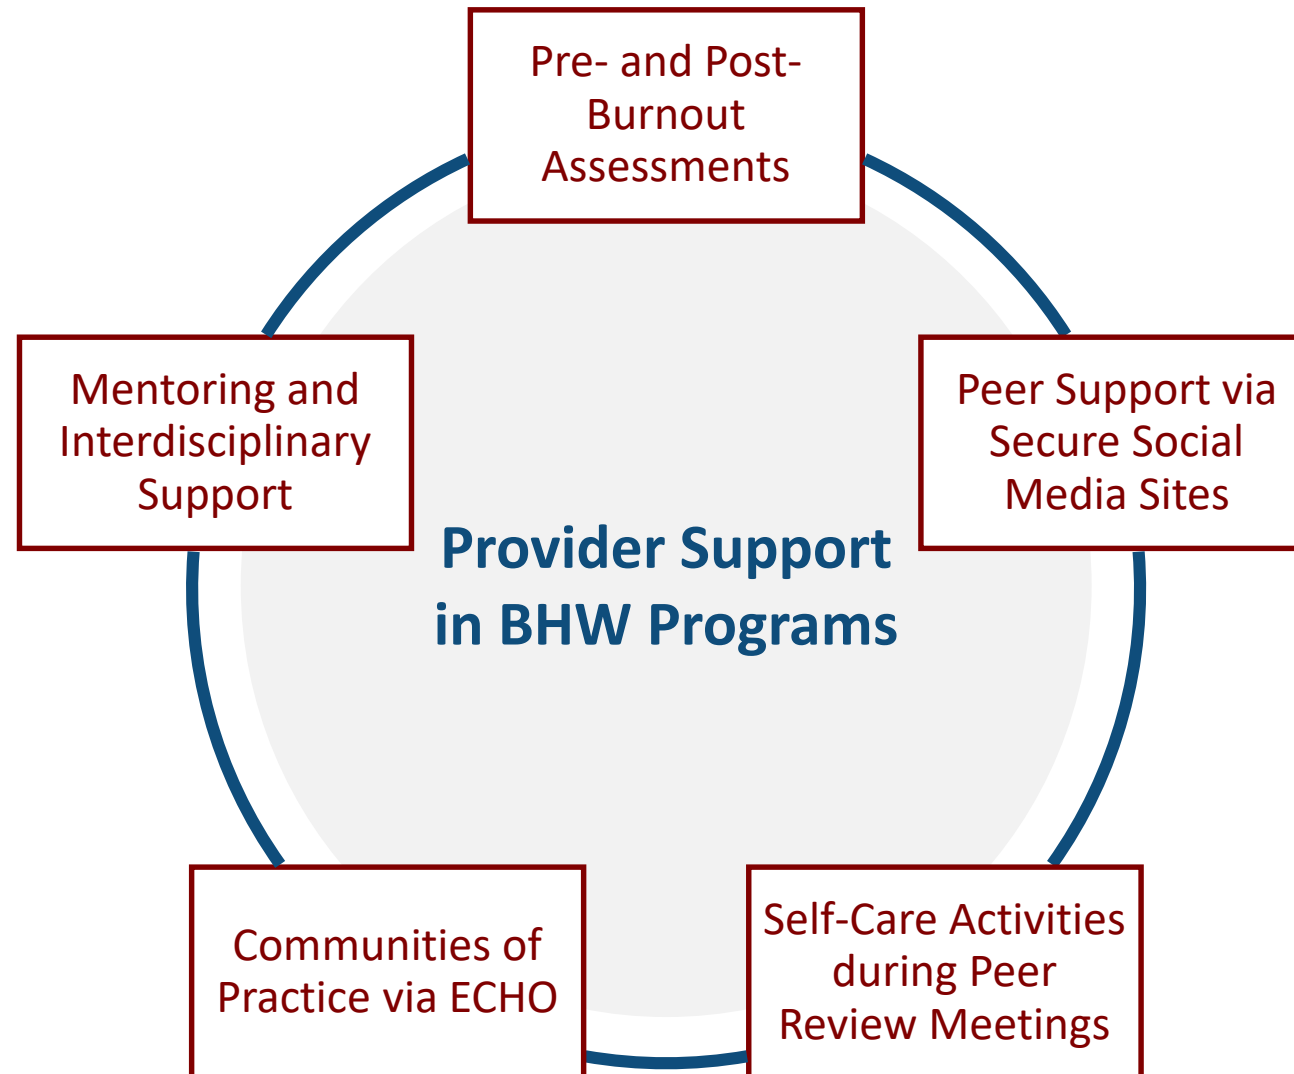 Pre- and Post-
Burnout
Assessments
Mentoring and
Interdisciplinary
Support
Peer Support via
Secure Social
Media Sites
Provider Support
in BHW Programs
Communities of
Practice via ECHO
Self-Care Activities
during Peer
Review Meetings